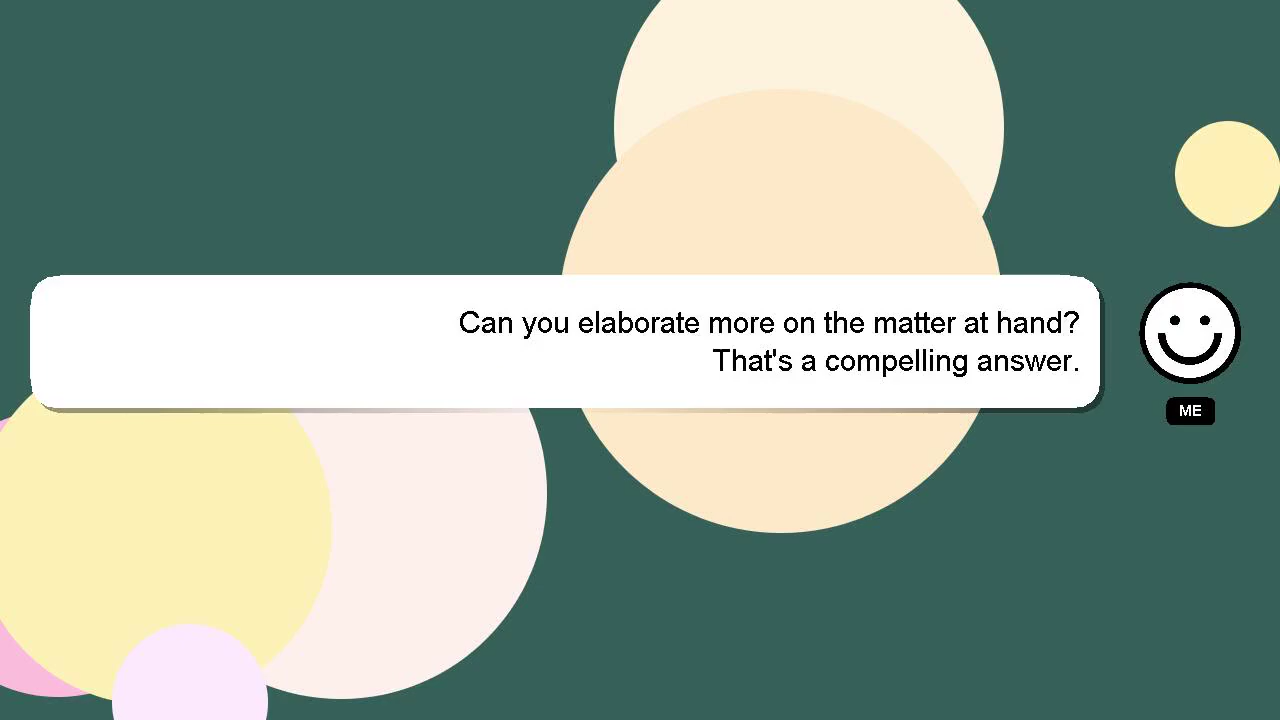 Can you elaborate more on the matter at hand?
That's a compelling answer.
ME